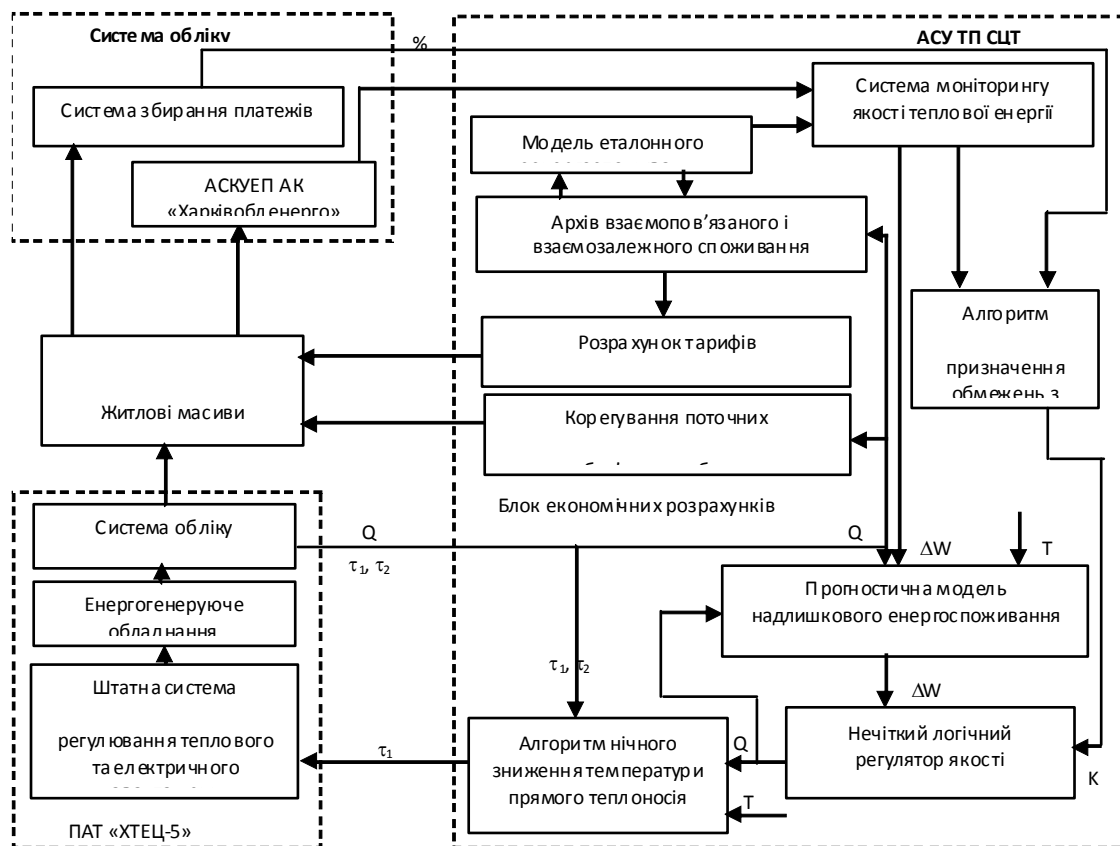 Система обліку
%
АСУ ТП СЦТ
Система збирання платежів
Система моніторингу
якості теплової енергії
Модель еталонного
АСКУЕП АК
«Харківобленерго»
Архів взаємопов’язаного і
взаємозалежного споживання
Алгоритм
призначення
обмежень з
Розрахунок тарифів
Житлові масиви
Корегування поточних
Блок економічних розрахунків
Система обліку
Q
Q
τ1, τ2
ΔW
T
Енергогенеруюче
обладнання
Прогностична модель
надлишкового енергоспоживання
τ1, τ2
ΔW
Штатна система
регулювання теплового
та електричного
τ1
Алгоритм нічного
зниження температури
прямого теплоносія
Q
T
Нечіткий логічний
регулятор якості
K
ПАТ «ХТЕЦ-5»